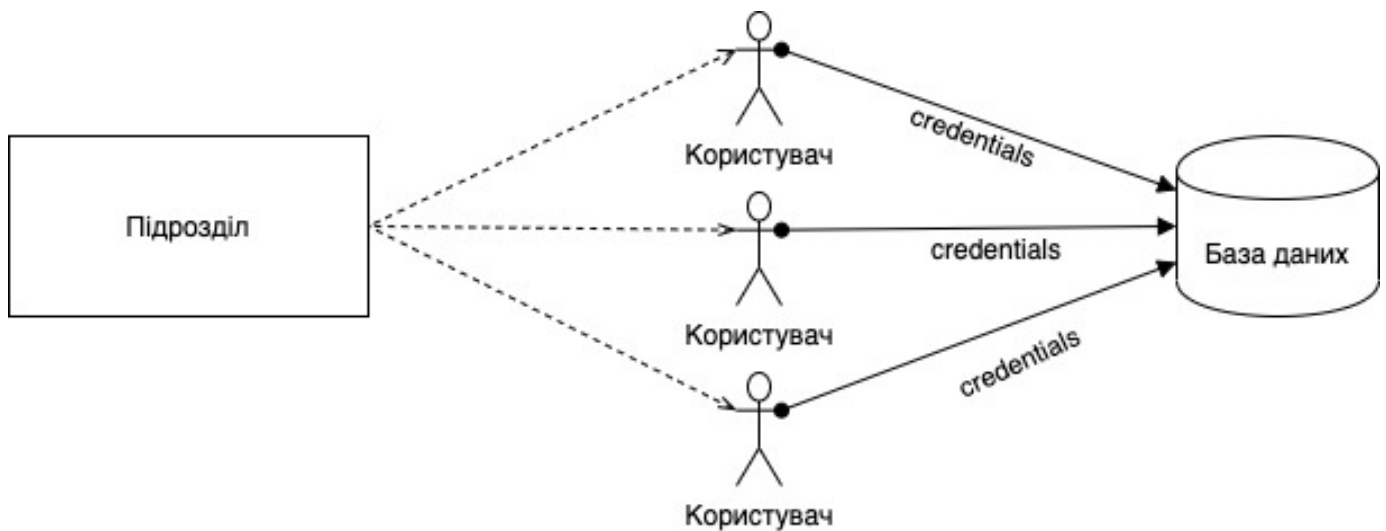 Підрозділ
Користувач
credentials
Користувач
credentials
Користувач
credentials
База даних